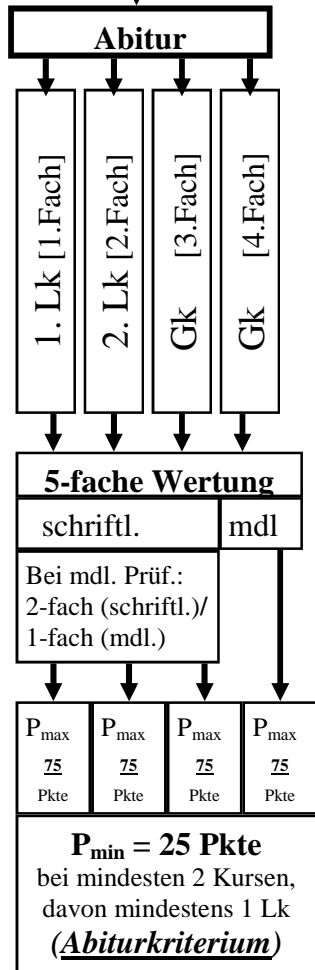 Abitur
1. Lk [1.Fach]
2. Lk [2.Fach]
Gk [3.Fach]
Gk [4.Fach]
5-fache Wertung
schriftl. mdl
Bei mdl. Prüf.:
2-fach (schriftl.)/
1-fach (mdl.)
Pmax Pmax Pmax Pmax
75 75 75 75
Pkte Pkte Pkte Pkte
Pmin = 25 Pkte
bei mindesten 2 Kursen,
davon mindestens 1 Lk
(Abiturkriterium)